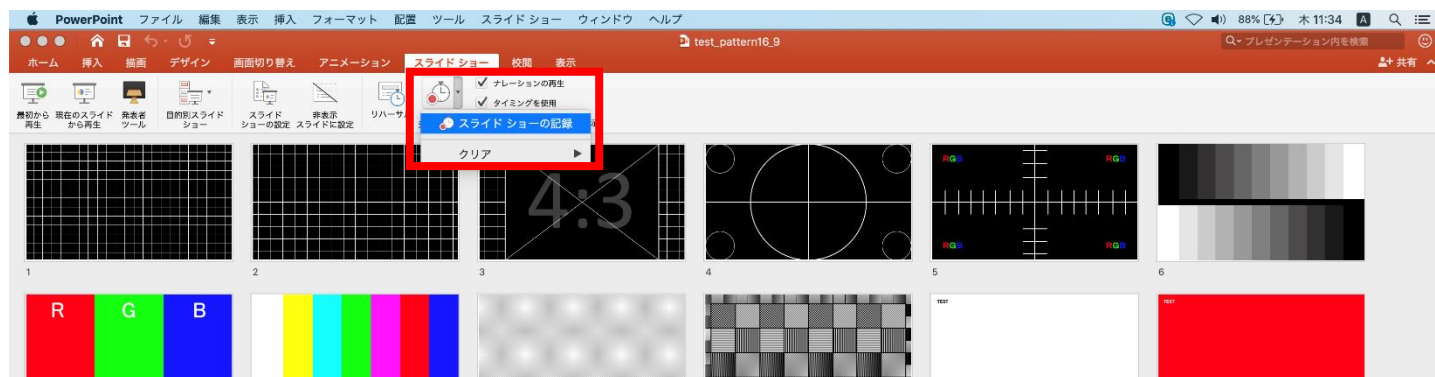 PowerPoint ファイル 編集 表示 挿入 フォーマット 配置 ツール スライド ショー ウィンドウ ヘルプ
88% 木 11:34 A
test_pattern16_9
プレゼンテーション内を検索
ホーム 挿入 描画 デザイン 画面切り替え アニメーション スライド ショー 校閲 表示
共有
最初から
再生
現在のスライド
から再生
発表者
ツール
目的別スライド
ショー
スライド
ショーの設定
非表示
スライドに設定
リハーサ
ナレーションの再生
タイミングを使用
スライド ショーの記録
クリア
4:3
RGB RGB
RGB RGB
1 2 3 4 5 6
R G B
TEST
TEST